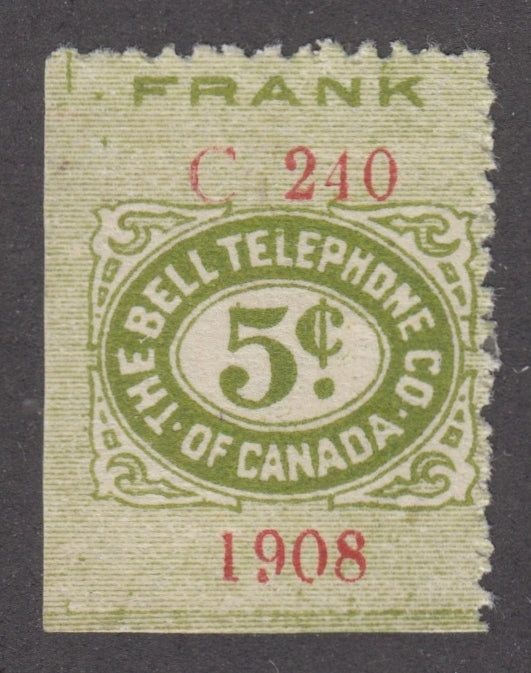 FRANK
C 240
THE BELL TELEPHONE CO.
5¢.
· OF CANADA ·
1908